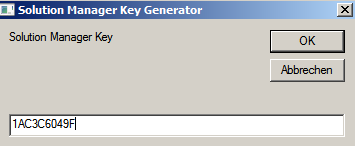 Solution Manager Key Generator
Solution Manager Key
OK
Abbrechen
1AC3C6049F